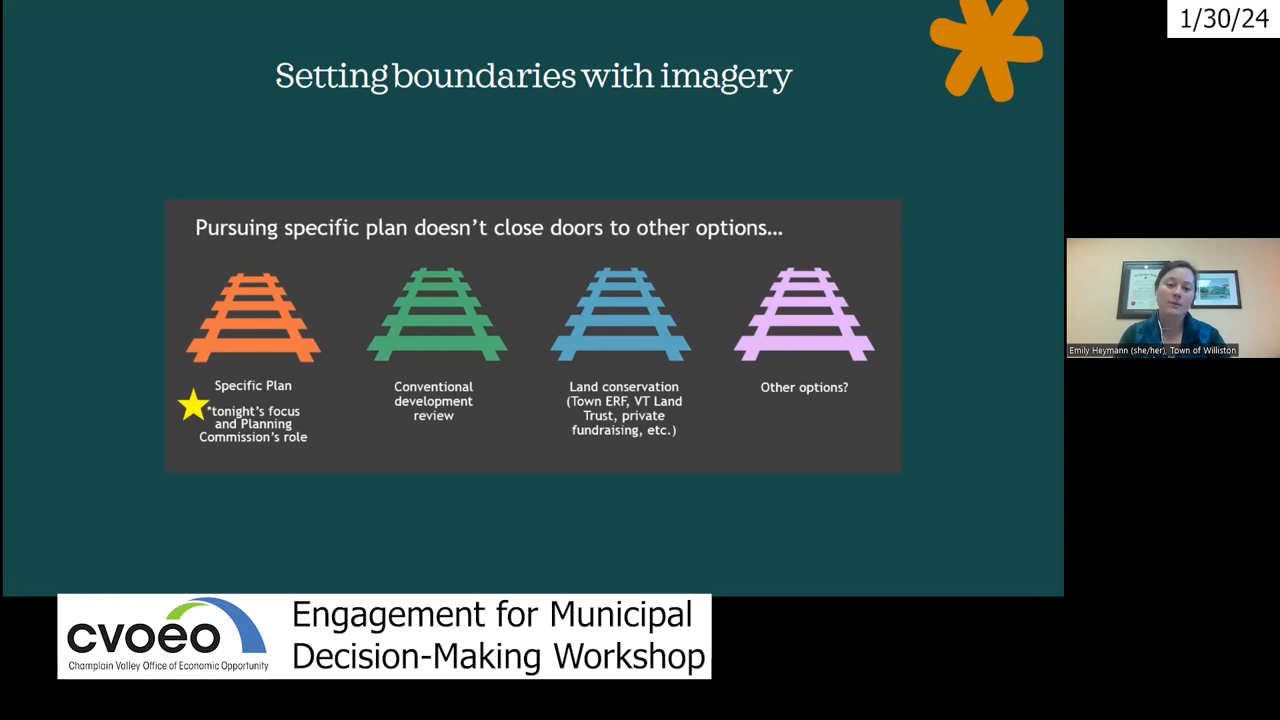 1/30/24
Setting boundaries with imagery
Pursuing specific plan doesn't close doors to other options...
Specific Plan
*tonight's focus
and Planning
Commission's role
Conventional
development
review
Land conservation
(Town ERF, VT Land
Trust, private
fundraising, etc.)
Other options?
Emily Heymann (she/her), Town of Williston
cvoeo
Champlain Valley Office of Economic Opportunity
Engagement for Municipal
Decision-Making Workshop